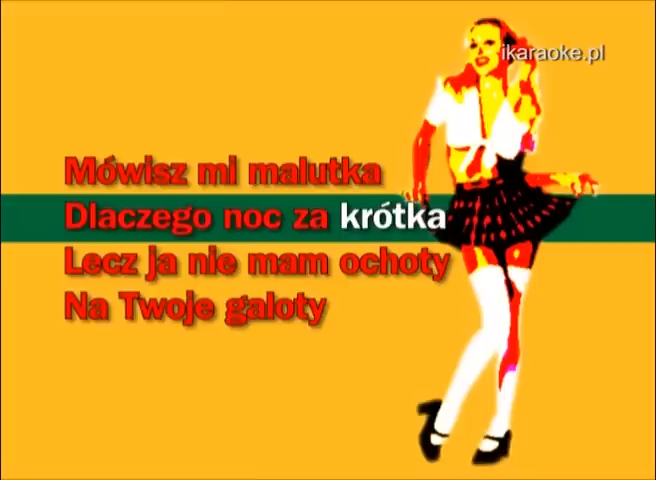 ikaraoke.pl
Mówisz mi malutka
Dlaczego noc za krótka
Lecz ja nie mam ochoty
Na Twoje galoty